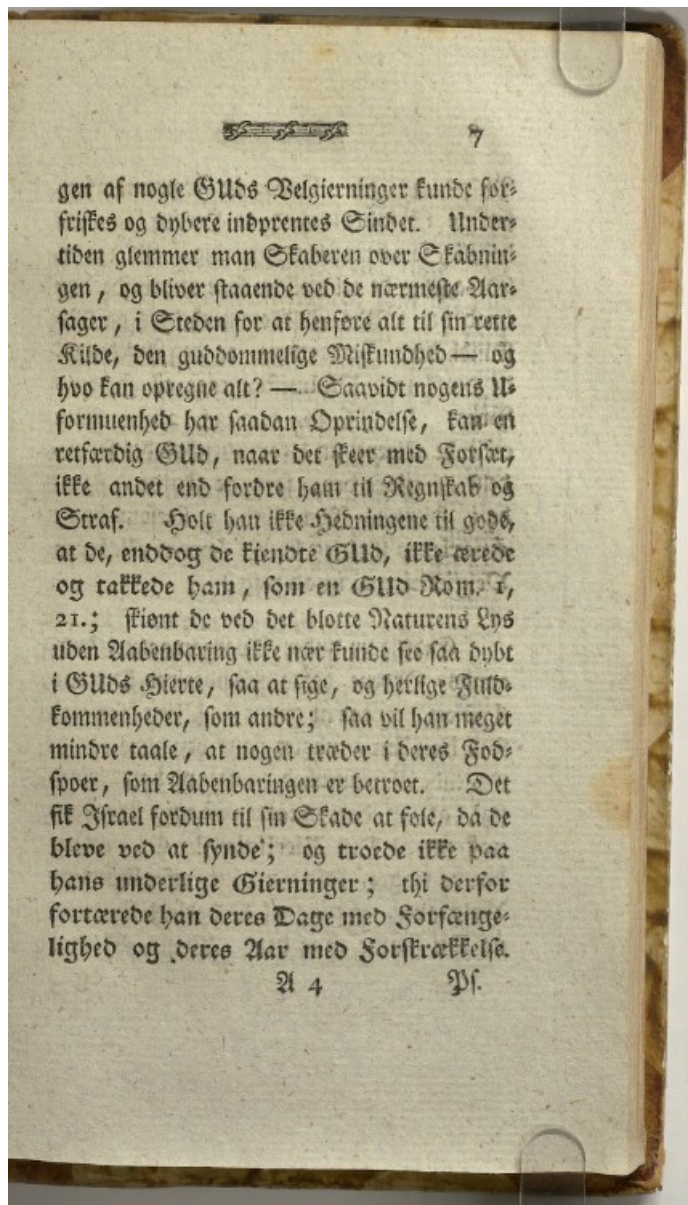 7
gen af nogle GUds Velgierninger kunde for-
friskes og dybere indprentes Sindet. Under-
tiden glemmer man Skaberen over Skabnin-
gen, og bliver staaende ved de nærmeste Aar-
sager, i Steden for at henføre alt til sin rette
Kilde, den guddommelige Miskundhed — og
hvo kan opregne alt? — Saavidt nogens U-
formuenhed har saadan Oprindelse, kan en
retfærdig GUd, naar det skeer med Forsæt,
ikke andet end fordre ham til Regnskab og
Straf. Holt han ikke Hedningene til gode,
at de, enddog de kiendte GUd, ikke ærede
og takkede ham, som en GUd Rom. 1,
21.; skiønt de ved det blotte Naturens Lys
uden Aabenbaring ikke nær kunde see saa dybt
i GUds Hierte, saa at sige, og herlige Fuld-
kommenheder, som andre; saa vil han meget
mindre taale, at nogen træder i deres Fod-
spoer, som Aabenbaringen er betroet. Det
fik Israel fordum til sin Skade at føle, da de
bleve ved at synde; og troede ikke paa
hans underlige Gierninger; thi derfor
fortærede han deres Dage med Forfænge-
lighed og deres Aar med Forskrækkelse.
A 4 Ps.